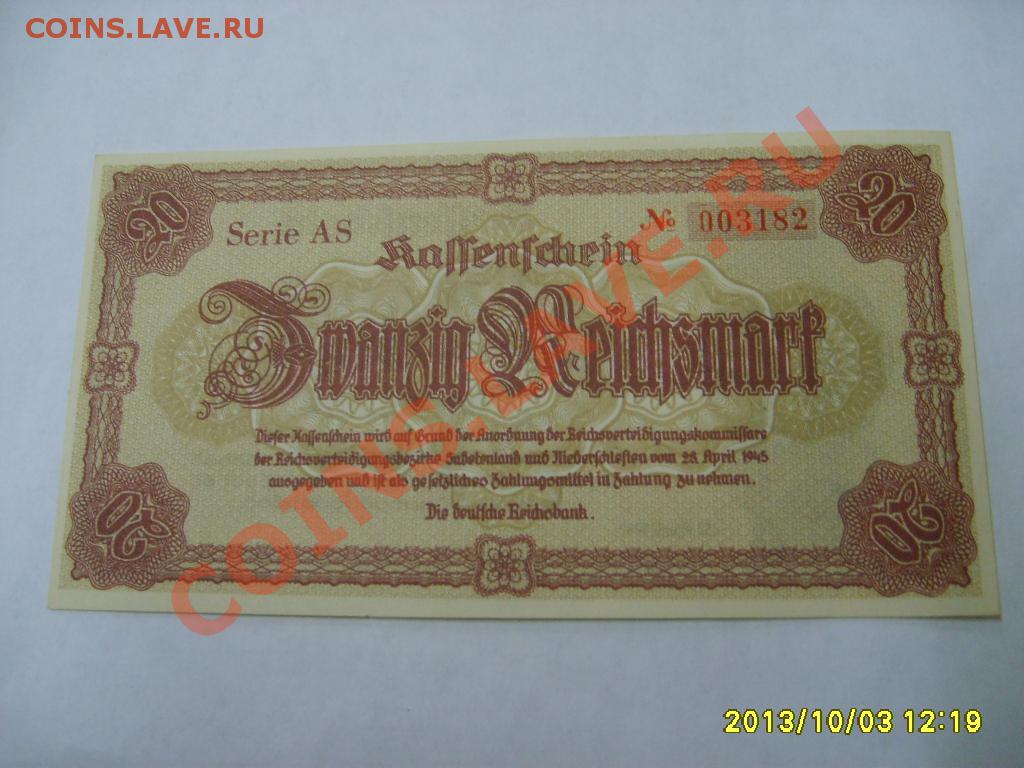 COINS.LAVE.RU
20
20
Serie AS
№ 003182
Kassenschein
Zwanzig Reichsmark
Dieser Kassenschein wird auf Grund der Anordnung der Reichsverteidigungskommissare
der Reichsverteidigungsbezirke Sudetenland und Niederschlesien vom 28. April 1945
ausgegeben und ist als gesetzliches Zahlungsmittel in Zahlung zu nehmen.
Die deutsche Reichsbank.
20
20
COINS.LAVE.RU
2013/10/03 12:19